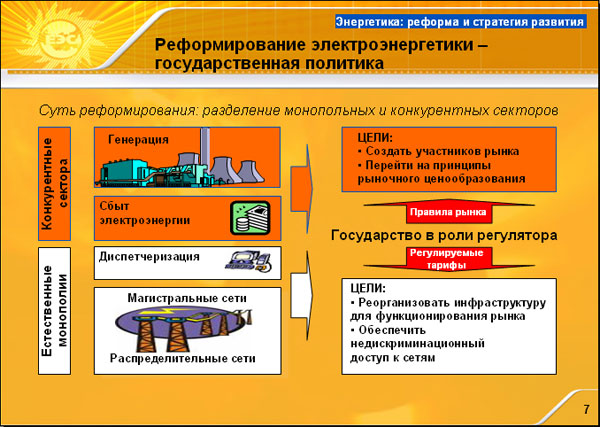 Энергетика: реформа и стратегия развития
Реформирование электроэнергетики –
государственная политика
Суть реформирования: разделение монопольных и конкурентных секторов
Конкурентные
сектора
Генерация
Сбыт
электроэнергии
ЦЕЛИ:
• Создать участников рынка
• Перейти на принципы
рыночного ценообразования
Правила рынка
Государство в роли регулятора
Регулируемые
тарифы
Естественные
монополии
Диспетчеризация
Магистральные сети
Распределительные сети
ЦЕЛИ:
• Реорганизовать инфраструктуру
для функционирования рынка
• Обеспечить
недискриминационный
доступ к сетям
7